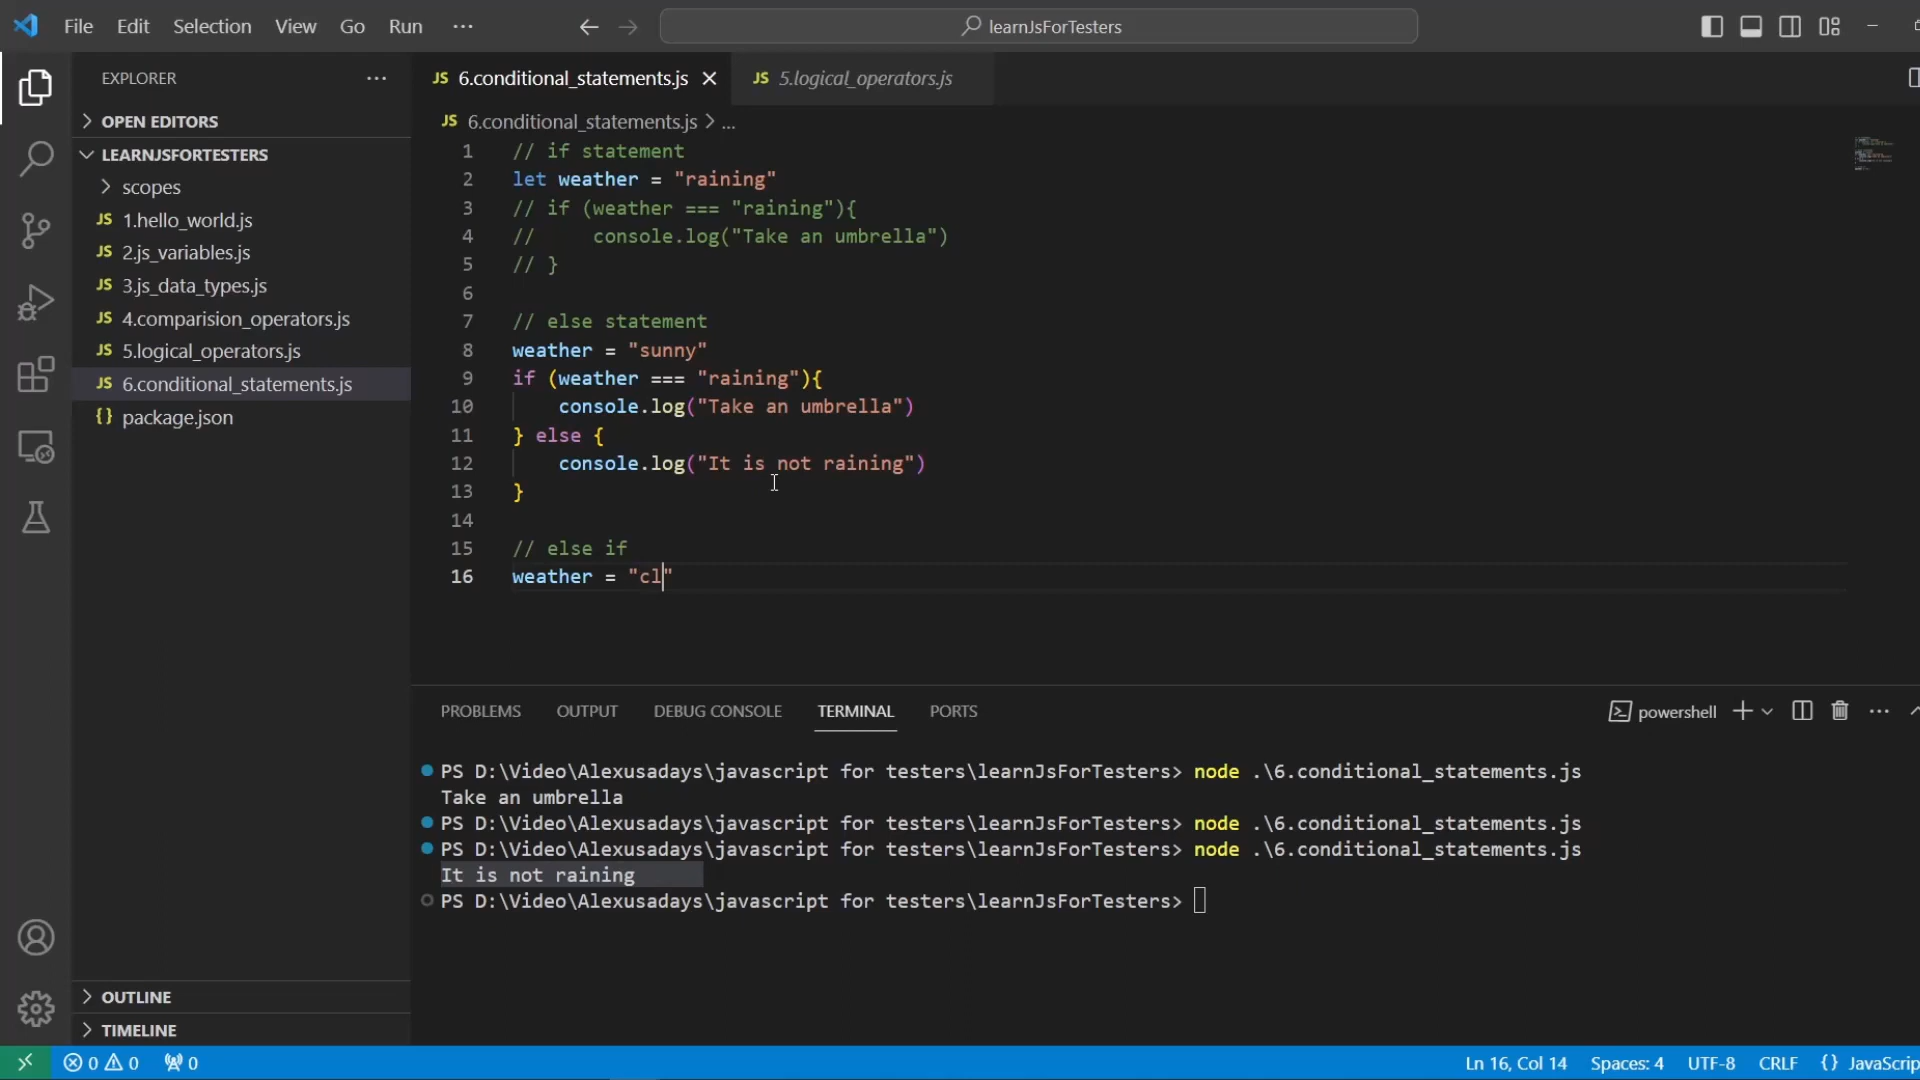 File Edit Selection View Go Run ··· learnJsForTesters
EXPLORER ···
OPEN EDITORS
LEARNJSFORTESTERS
scopes
JS 1.hello_world.js
JS 2.js_variables.js
JS 3.js_data_types.js
JS 4.comparision_operators.js
JS 5.logical_operators.js
JS 6.conditional_statements.js
{} package.json
OUTLINE
TIMELINE
JS 6.conditional_statements.js JS 5.logical_operators.js
JS 6.conditional_statements.js > ...
1 // if statement
2 let weather = "raining"
3 // if (weather === "raining"){
4 //     console.log("Take an umbrella")
5 // }
6
7 // else statement
8 weather = "sunny"
9 if (weather === "raining"){
10     console.log("Take an umbrella")
11 } else {
12     console.log("It is not raining")
13 }
14
15 // else if
16 weather = "cl"
PROBLEMS OUTPUT DEBUG CONSOLE TERMINAL PORTS powershell
PS D:\Video\Alexusadays\javascript for testers\learnJsForTesters> node .\6.conditional_statements.js
Take an umbrella
PS D:\Video\Alexusadays\javascript for testers\learnJsForTesters> node .\6.conditional_statements.js
PS D:\Video\Alexusadays\javascript for testers\learnJsForTesters> node .\6.conditional_statements.js
It is not raining
PS D:\Video\Alexusadays\javascript for testers\learnJsForTesters>
0 0 0 Ln 16, Col 14 Spaces: 4 UTF-8 CRLF {} JavaScrip